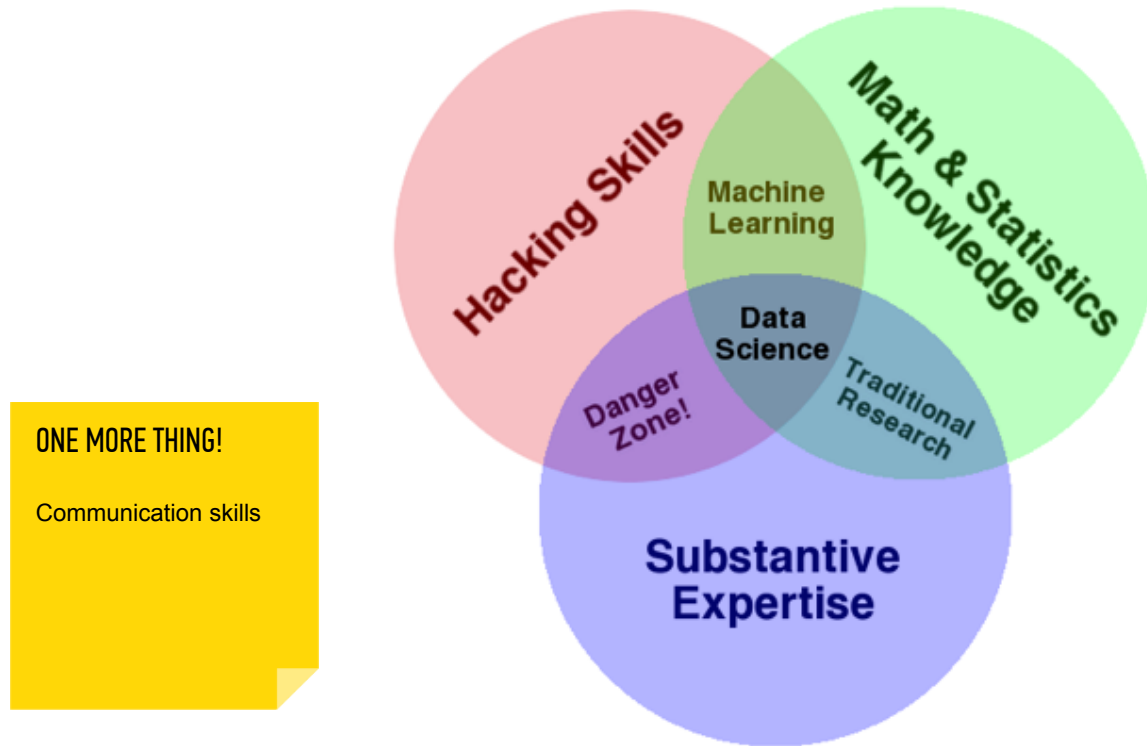 ONE MORE THING!
Communication skills
Hacking Skills
Math & Statistics
Knowledge
Machine
Learning
Data
Science
Danger
Zone!
Traditional
Research
Substantive
Expertise